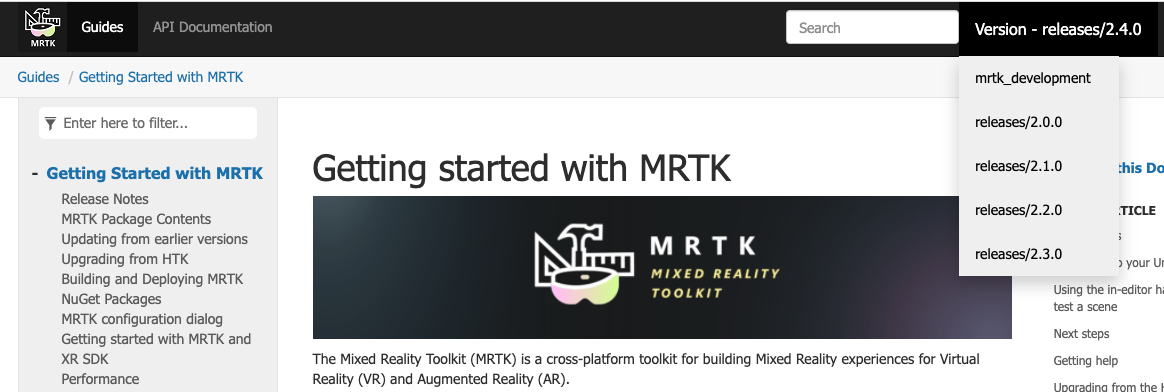 MRTK
Guides
API Documentation
Search
Version - releases/2.4.0
Guides / Getting Started with MRTK
mrtk_development
releases/2.0.0
releases/2.1.0
releases/2.2.0
releases/2.3.0
Enter here to filter...
- Getting Started with MRTK
Release Notes
MRTK Package Contents
Updating from earlier versions
Upgrading from HTK
Building and Deploying MRTK
NuGet Packages
MRTK configuration dialog
Getting started with MRTK and
XR SDK
Performance
Getting started with MRTK
MRTK
MIXED REALITY
TOOLKIT
The Mixed Reality Toolkit (MRTK) is a cross-platform toolkit for building Mixed Reality experiences for Virtual
Reality (VR) and Augmented Reality (AR).
this Do
your Un
Using the in-editor ha
test a scene
Next steps
Getting help
Upgrading from the H